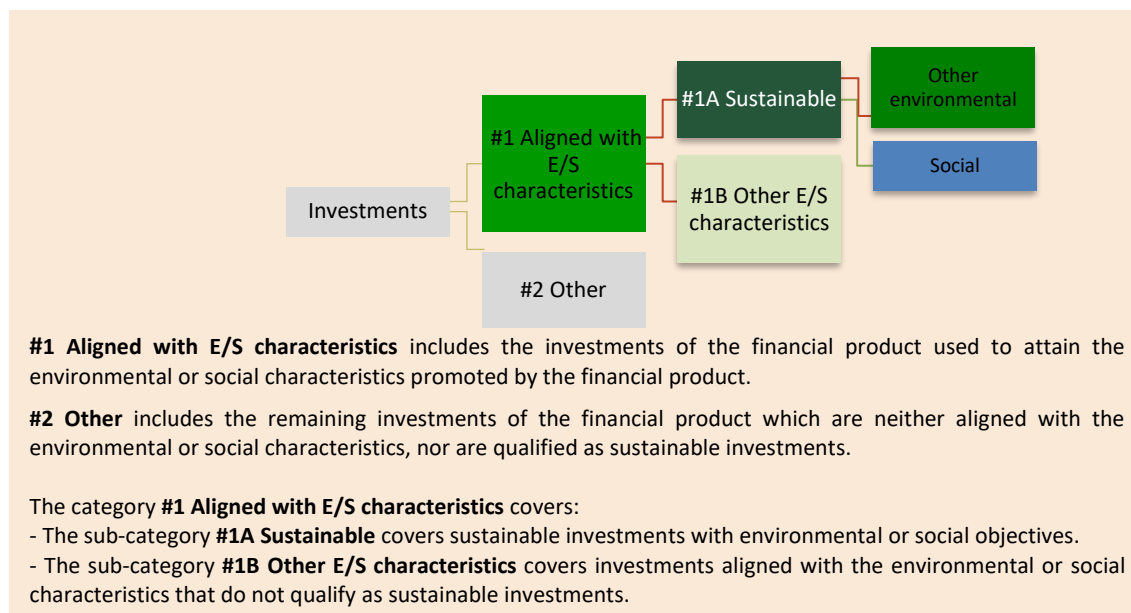 Investments
#1 Aligned with
E/S
characteristics
#2 Other
#1A Sustainable
#1B Other E/S
characteristics
Other
environmental
Social
#1 Aligned with E/S characteristics includes the investments of the financial product used to attain the
environmental or social characteristics promoted by the financial product.
#2 Other includes the remaining investments of the financial product which are neither aligned with the
environmental or social characteristics, nor are qualified as sustainable investments.
The category #1 Aligned with E/S characteristics covers:
- The sub-category #1A Sustainable covers sustainable investments with environmental or social objectives.
- The sub-category #1B Other E/S characteristics covers investments aligned with the environmental or social
characteristics that do not qualify as sustainable investments.